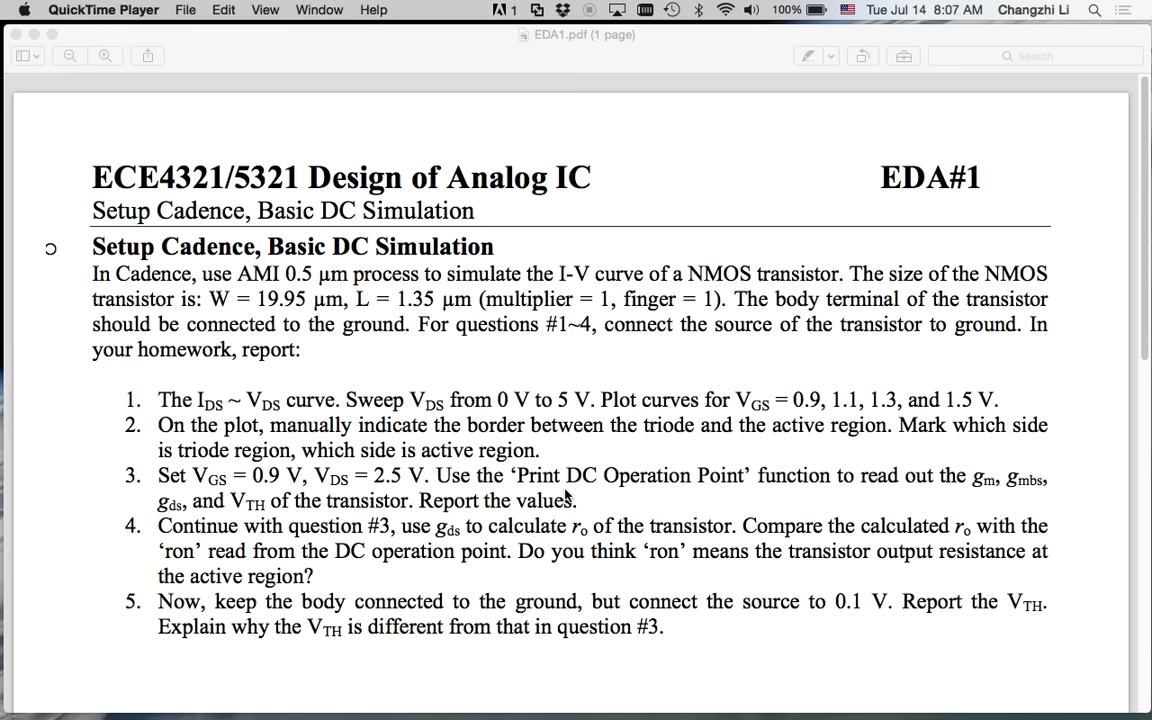 QuickTime Player File Edit View Window Help 1 100% Tue Jul 14 8:07 AM Changzhi Li
EDA1.pdf (1 page)
Search
ECE4321/5321 Design of Analog IC EDA#1
Setup Cadence, Basic DC Simulation
Setup Cadence, Basic DC Simulation
In Cadence, use AMI 0.5 μm process to simulate the I-V curve of a NMOS transistor. The size of the NMOS
transistor is: W = 19.95 μm, L = 1.35 μm (multiplier = 1, finger = 1). The body terminal of the transistor
should be connected to the ground. For questions #1~4, connect the source of the transistor to ground. In
your homework, report:
1. The IDS ~ VDS curve. Sweep VDS from 0 V to 5 V. Plot curves for VGS = 0.9, 1.1, 1.3, and 1.5 V.
2. On the plot, manually indicate the border between the triode and the active region. Mark which side
is triode region, which side is active region.
3. Set VGS = 0.9 V, VDS = 2.5 V. Use the ‘Print DC Operation Point’ function to read out the gm, gmbs,
gds, and VTH of the transistor. Report the values.
4. Continue with question #3, use gds to calculate ro of the transistor. Compare the calculated ro with the
‘ron’ read from the DC operation point. Do you think ‘ron’ means the transistor output resistance at
the active region?
5. Now, keep the body connected to the ground, but connect the source to 0.1 V. Report the VTH.
Explain why the VTH is different from that in question #3.